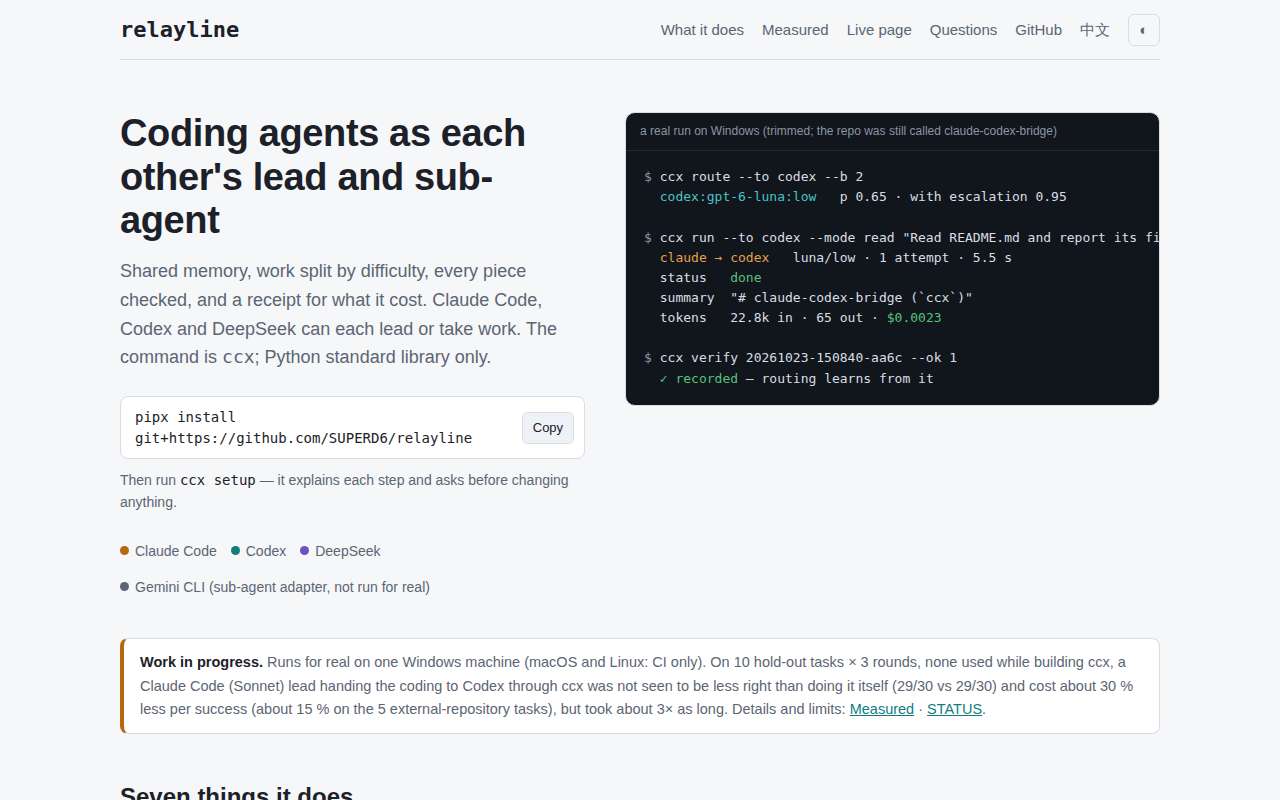 relayline
What it does Measured Live page Questions GitHub 中文
Coding agents as each
other's lead and sub-
agent
Shared memory, work split by difficulty, every piece
checked, and a receipt for what it cost. Claude Code,
Codex and DeepSeek can each lead or take work. The
command is ccx; Python standard library only.
pipx install
git+https://github.com/SUPERD6/relayline
Copy
Then run ccx setup — it explains each step and asks before changing
anything.
Claude Code Codex DeepSeek
Gemini CLI (sub-agent adapter, not run for real)
a real run on Windows (trimmed; the repo was still called claude-codex-bridge)
$ ccx route --to codex --b 2
codex:gpt-6-luna:low p 0.65 · with escalation 0.95
$ ccx run --to codex --mode read "Read README.md and report its fi
claude → codex luna/low · 1 attempt · 5.5 s
status done
summary "# claude-codex-bridge (`ccx`)"
tokens 22.8k in · 65 out · $0.0023
$ ccx verify 20261023-150840-aa6c --ok 1
✓ recorded — routing learns from it
Work in progress. Runs for real on one Windows machine (macOS and Linux: CI only). On 10 hold-out tasks × 3 rounds, none used while building ccx, a
Claude Code (Sonnet) lead handing the coding to Codex through ccx was not seen to be less right than doing it itself (29/30 vs 29/30) and cost about 30 %
less per success (about 15 % on the 5 external-repository tasks), but took about 3× as long. Details and limits: Measured · STATUS.
Seven things it does